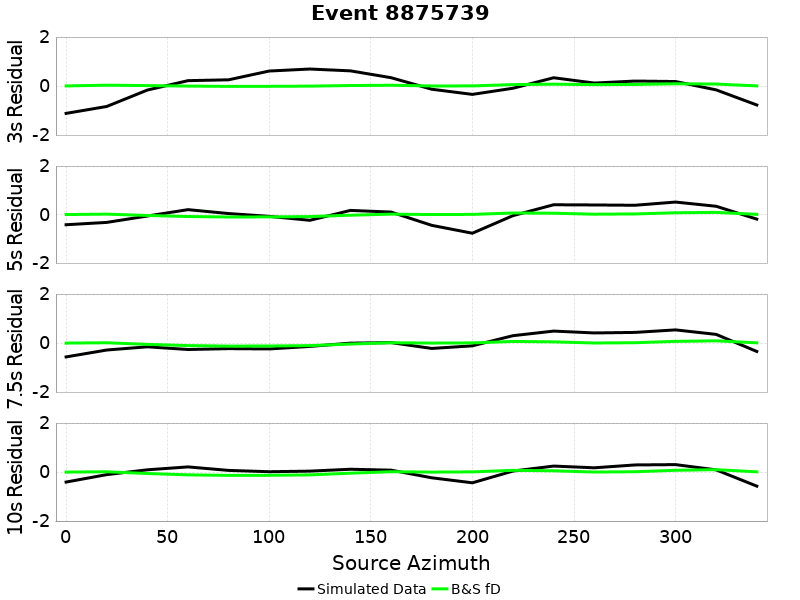 Event 8875739
3s Residual
2
0
-2
5s Residual
2
0
-2
7.5s Residual
2
0
-2
10s Residual
2
0
-2
0 50 100 150 200 250 300
Source Azimuth
Simulated Data B&S fD